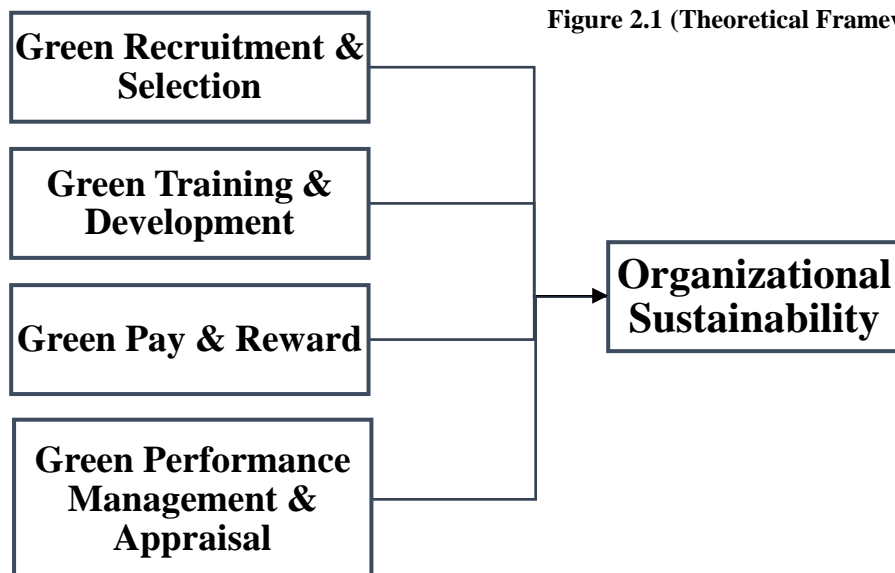 Figure 2.1 (Theoretical
Green Recruitment &
Selection
Green Training &
Development
Green Pay & Reward
Green Performance
Management &
Appraisal
Organizational
Sustainability